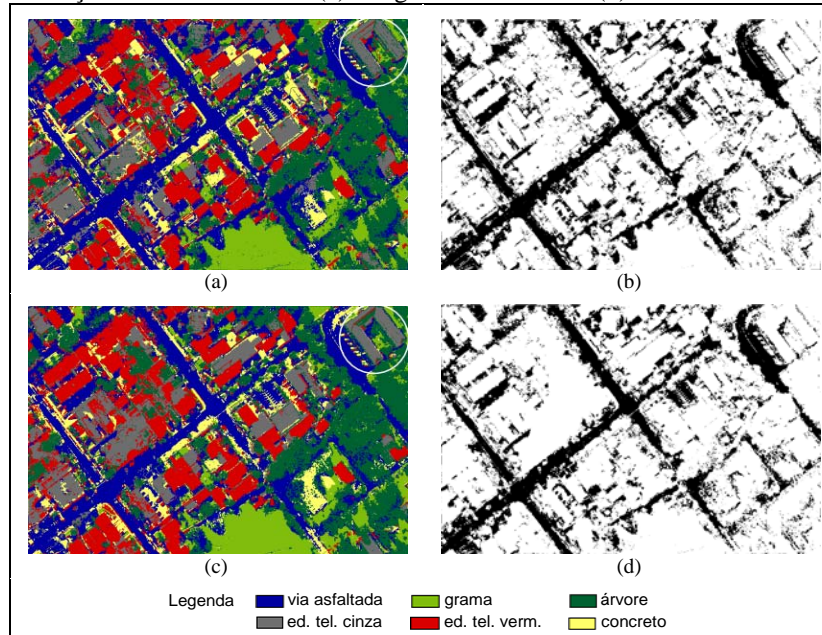 (a) (b)
(c) (d)
Legenda via asfaltada grama árvore
ed. tel. cinza ed. tel. verm. concreto